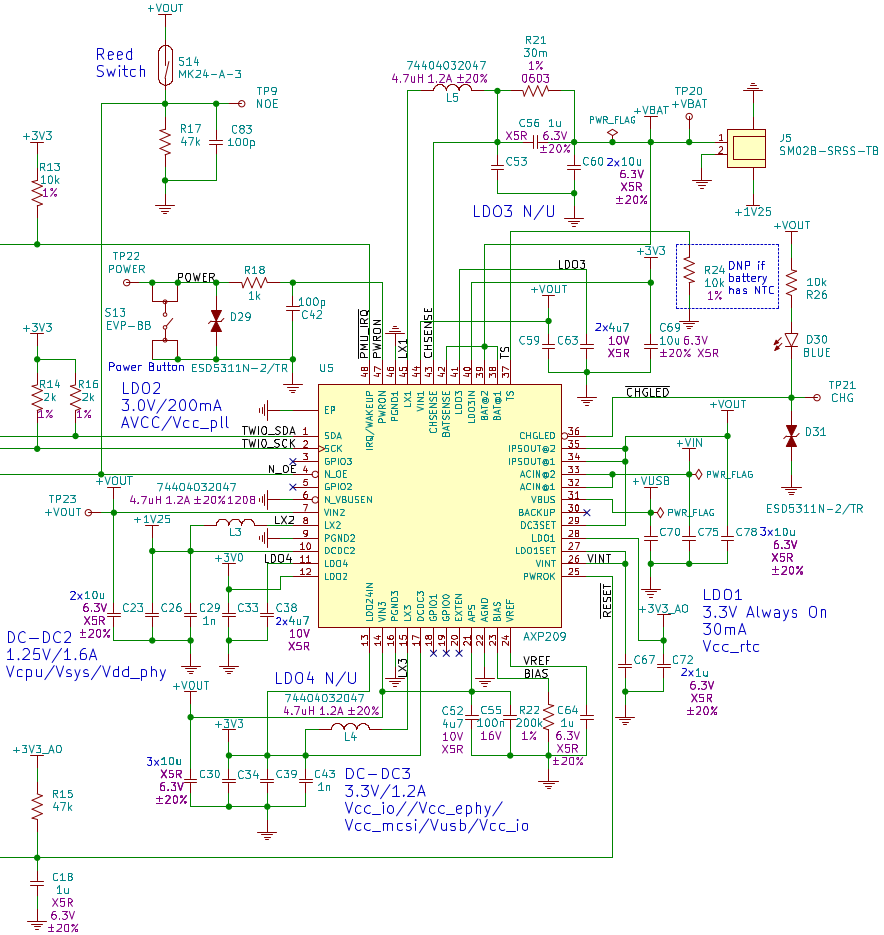 +VOUT
Reed
Switch
S14
MK24-A-3
TP9
NOE
R17
47k
C83
100p
+3V3
R13
10k
1%
74404032047
4.7uH 1.2A ±20%
L5
R21
30m
1%
0603
C56 1u
X5R 6.3V
±20%
C53
C60
2x10u
6.3V
X5R
±20%
PWR_FLAG
+VBAT
TP20
+VBAT
1
2
J5
SM02B-SRSS-TB
+1V25
LDO3 N/U
TP22
POWER
POWER
R18
1k
S13
EVP-BB
D29
100p
C42
Power Button
ESD5311N-2/TR
PMU_IRQ
PWRON
LX1
CHSENSE
TS
LDO3
+VOUT
C59
C63
2x4u7
10V
X5R
+3V3
C69
10u 6.3V
±20% X5R
R24
10k
1%
DNP if
battery
has NTC
+VOUT
10k
R26
D30
BLUE
+3V3
R14
2k
1%
R16
2k
1%
LDO2
3.0V/200mA
AVCC/Vcc_pll
U5
48
47
46
45
44
43
42
41
40
39
38
37
IRQ/WAKEUP
PWRON
PGND1
LX1
VIN1
CHSENSE
BATSENSE
LDO3
LDO3IN
BAT@2
BAT@1
TS
EP
TWIO_SDA 1 SDA
TWIO_SCK 2 SCK
3 GPIO3
N_OE 4 N_OE
5 GPIO2
6 N_VBUSEN
7 VIN2
LX2 8 LX2
9 PGND2
10 DCDC2
LDO4 11 LDO4
12 LDO2
CHGLED 36
IPSOUT@2 35
IPSOUT@1 34
ACIN@2 33
ACIN@1 32
VBUS 31
BACKUP 30
DC3SET 29
LDO1 28
LDO1SET 27
VINT 26 VINT
PWROK 25
LDO24IN
VIN3
PGND3
LX3
DCDC3
GPIO1
GPIO0
EXTEN
APS
AGND
BIAS
VREF
13
14
15
16
17
18
19
20
21
22
23
24
AXP209
CHGLED
TP21
CHG
+VOUT
D31
ESD5311N-2/TR
+VIN
PWR_FLAG
+VUSB
PWR_FLAG
C70
C75
C78
3x10u
6.3V
X5R
±20%
+VOUT
TP23
+VOUT
74404032047
4.7uH 1.2A ±20%
120B
+1V25
L3
+3V0
2x10u
6.3V
X5R
±20%
C23
C26
C29
1n
C33
C38
2x4u7
10V
X5R
DC-DC2
1.25V/1.6A
Vcpu/Vsys/Vdd_phy
LDO1
3.3V Always On
30mA
Vcc_rtc
RESET
+3V3_AO
C67
C72
2x1u
6.3V
X5R
±20%
LDO4 N/U
LX3
VREF
BIAS
+VOUT
74404032047
4.7uH 1.2A ±20%
+3V3
L4
3x10u
X5R
6.3V
±20%
C30
C34
C39
C43
1n
C52
4u7
10V
X5R
C55
100n
16V
R22
200k
1%
C64
1u
6.3V
X5R
±20%
DC-DC3
3.3V/1.2A
Vcc_io//Vcc_ephy/
Vcc_mcsi/Vusb/Vcc_io
+3V3_AO
R15
47k
C18
1u
X5R
6.3V
±20%